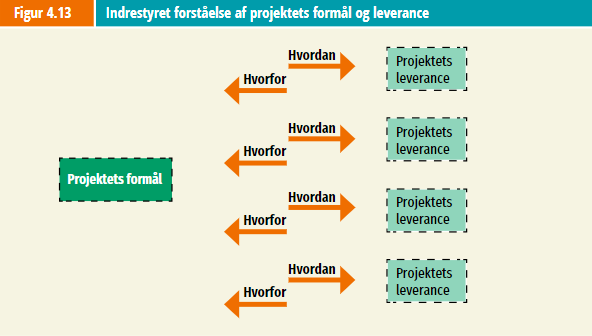 Figur 4.13
Indrestyret forståelse af projektets formål og leverance
Hvordan
Hvorfor
Projektets
leverance
Hvordan
Hvorfor
Projektets
leverance
Projektets formål
Hvordan
Hvorfor
Projektets
leverance
Hvordan
Hvorfor
Projektets
leverance